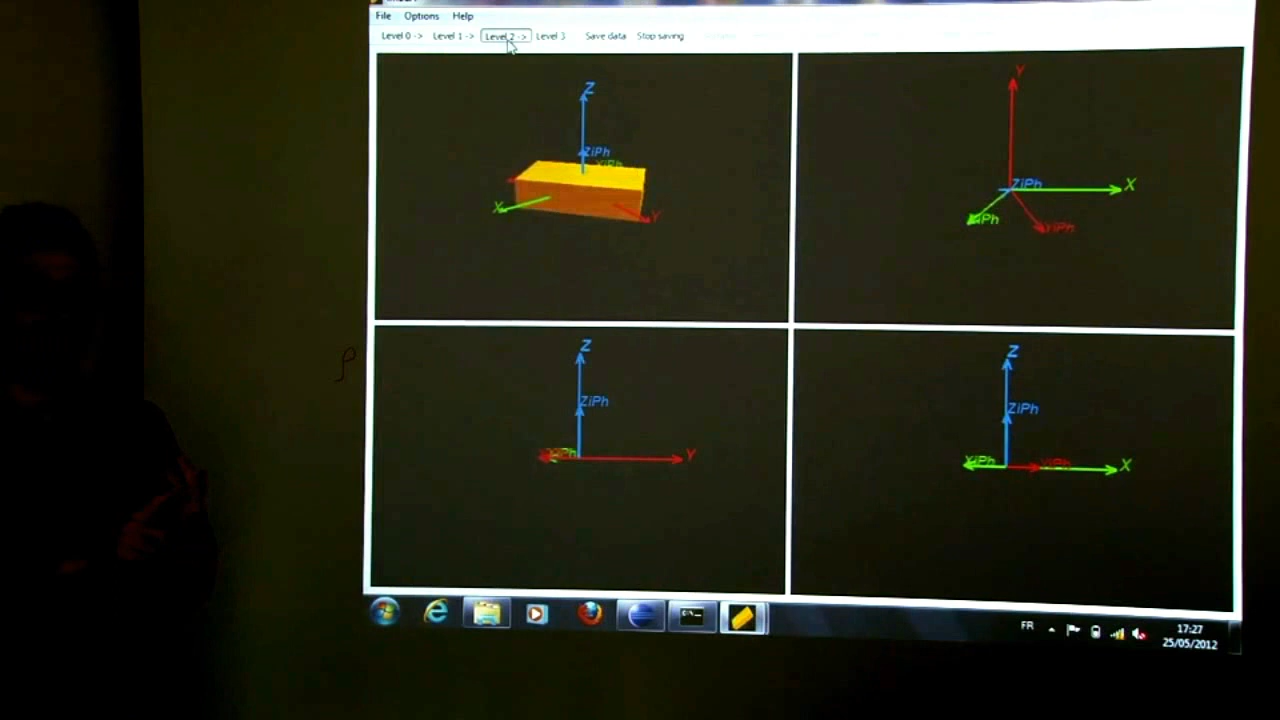 File Options Help
Level 0 -> Level 1 -> Level 2 -> Level 3 Save data Stop saving
Z
ZiPh
XiPh
X
Y
Y
ZiPh
X
YiPh
Z
ZiPh
Y
Z
ZiPh
XiPh
YiPh
X
FR
17:27
25/05/2012